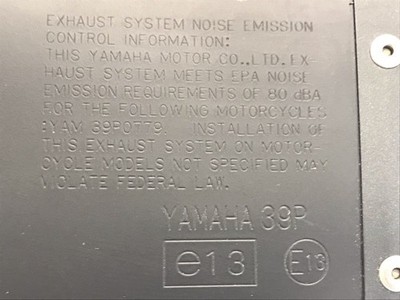 EXHAUST SYSTEM NOISE EMISSION
CONTROL INFORMATION:
THIS YAMAHA MOTOR CO.,LTD. EX-
HAUST SYSTEM MEETS EPA NOISE
EMISSION REQUIREMENTS OF 80 dBA
FOR THE FOLLOWING MOTORCYCLES
:YAM 39P0779. INSTALLATION OF
THIS EXHAUST SYSTEM ON MOTOR-
CYCLE MODELS NOT SPECIFIED MAY
VIOLATE FEDERAL LAW.
YAMAHA 39P
e13 E13